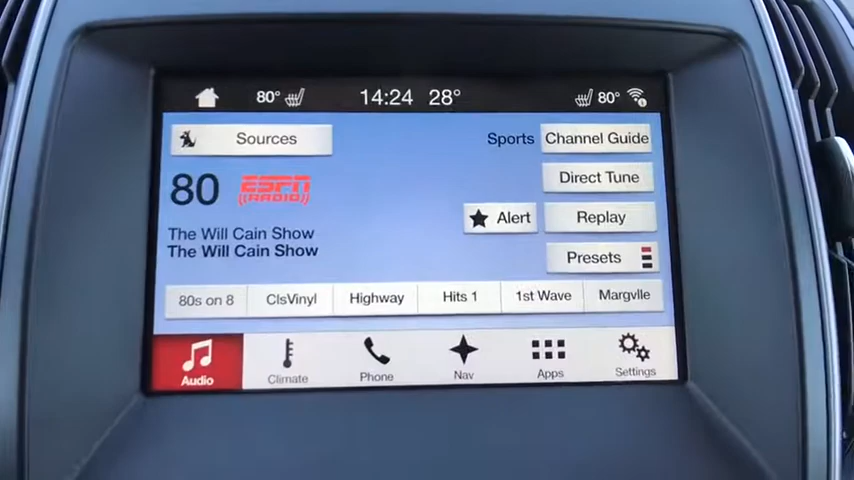 80° 14:24 28° 80°
Sources Sports Channel Guide
Direct Tune
80 ESPN RADIO
Alert Replay
The Will Cain Show
The Will Cain Show
Presets
80s on 8 ClsVinyl Highway Hits 1 1st Wave Margvlle
Audio Climate Phone Nav Apps Settings